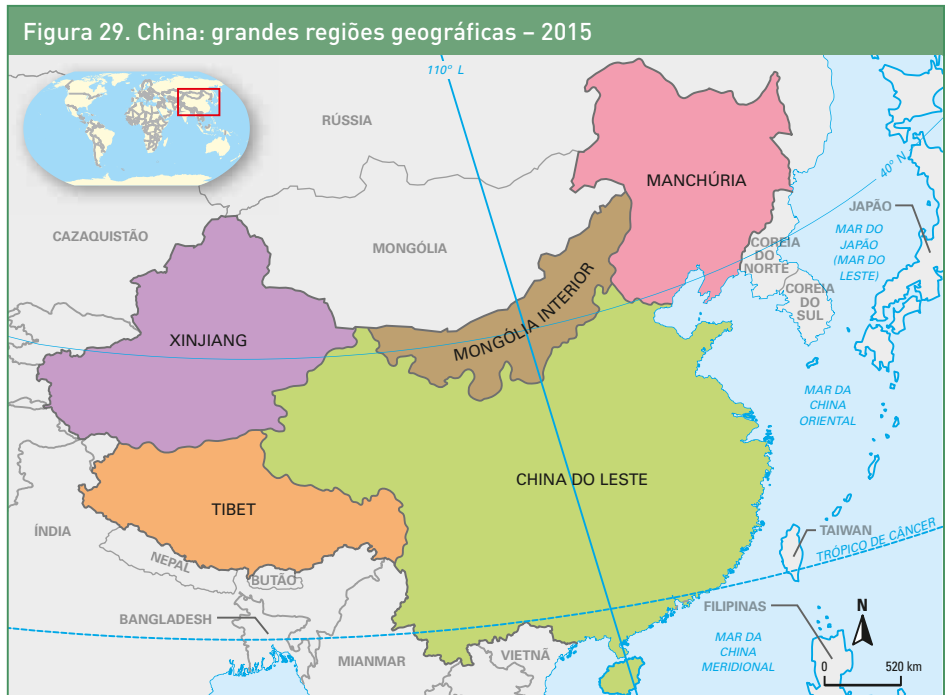 Figura 29. China: grandes regiões geográficas – 2015
110° L
RÚSSIA
MANCHÚRIA
40° N
JAPÃO
CAZAQUISTÃO
MONGÓLIA
MAR DO
JAPÃO
(MAR DO
LESTE)
COREIA
DO
NORTE
COREIA
DO
SUL
MONGÓLIA INTERIOR
XINJIANG
MAR DA
CHINA
ORIENTAL
CHINA DO LESTE
TIBET
ÍNDIA
TAIWAN
TRÓPICO DE CÂNCER
NEPAL
BUTÃO
BANGLADESH
FILIPINAS
N
MIANMAR
VIETNÃ
MAR DA
CHINA
MERIDIONAL
0 520 km